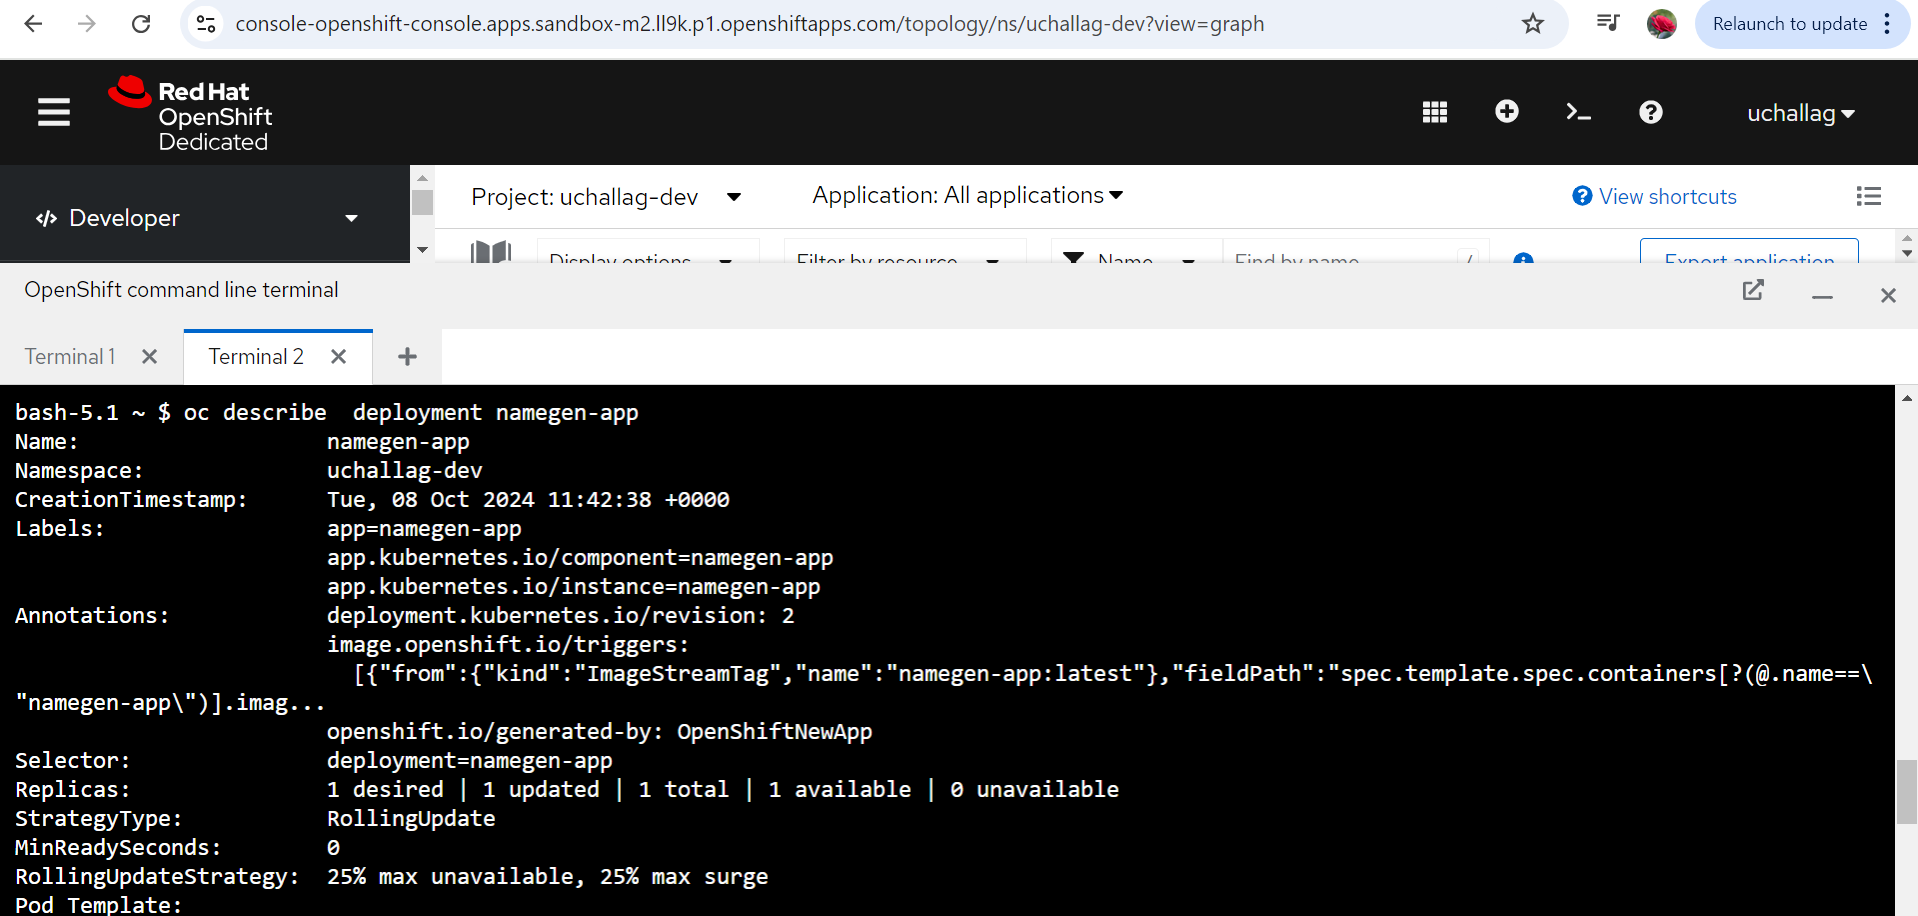 console-openshift-console.apps.sandbox-m2.ll9k.p1.openshiftapps.com/topology/ns/uchallag-dev?view=graph
Relaunch to update
Red Hat
OpenShift
Dedicated
uchallag
Developer
Project: uchallag-dev
Application: All applications
View shortcuts
Display options
Filter by resource
Name
Find by name
/
Export application
OpenShift command line terminal
Terminal 1
Terminal 2
bash-5.1 ~ $ oc describe  deployment namegen-app
Name:                   namegen-app
Namespace:              uchallag-dev
CreationTimestamp:      Tue, 08 Oct 2024 11:42:38 +0000
Labels:                 app=namegen-app
                        app.kubernetes.io/component=namegen-app
                        app.kubernetes.io/instance=namegen-app
Annotations:            deployment.kubernetes.io/revision: 2
                        image.openshift.io/triggers:
                          [{"from":{"kind":"ImageStreamTag","name":"namegen-app:latest"},"fieldPath":"spec.template.spec.containers[?(@.name==\
"namegen-app\")].imag...
                        openshift.io/generated-by: OpenShiftNewApp
Selector:               deployment=namegen-app
Replicas:               1 desired | 1 updated | 1 total | 1 available | 0 unavailable
StrategyType:           RollingUpdate
MinReadySeconds:        0
RollingUpdateStrategy:  25% max unavailable, 25% max surge
Pod Template: